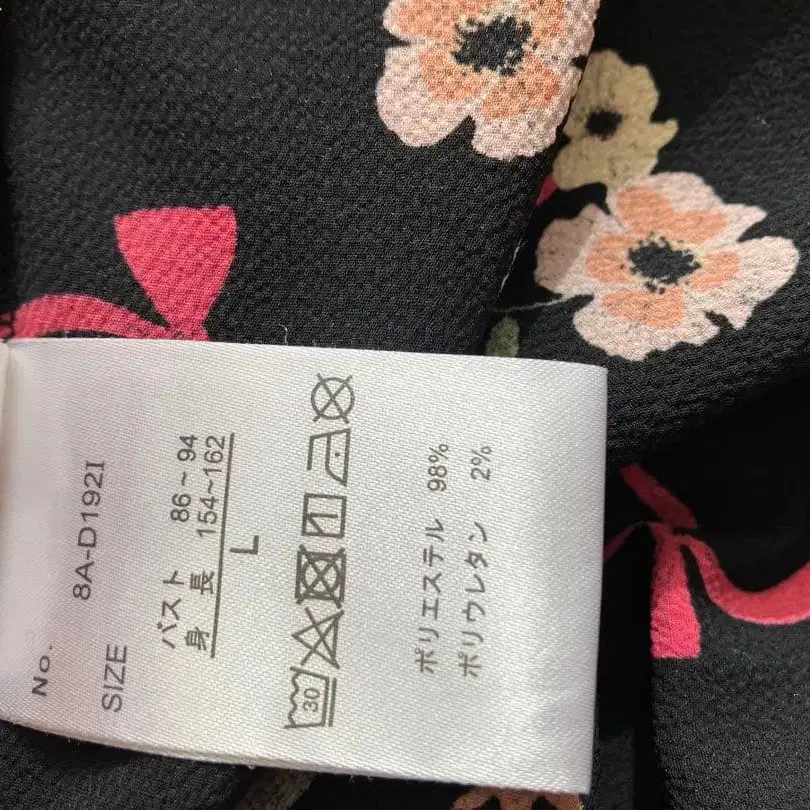 No. 8A-D192I
SIZE
バスト 86~94
身 長 154~162
L
30
ポリエステル 98%
ポリウレタン 2%